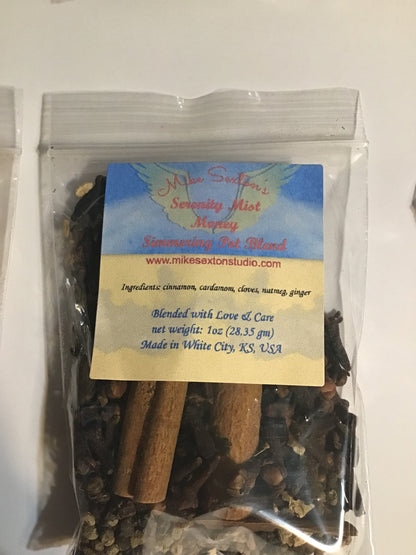 Mike Sexton's
Serenity Mist
Money
Simmering Pot Blend
www.mikesextonstudio.com
Ingredients: cinnamon, cardamom, cloves, nutmeg, ginger
Blended with Love & Care
net weight: 1oz (28.35 gm)
Made in White City, KS, USA